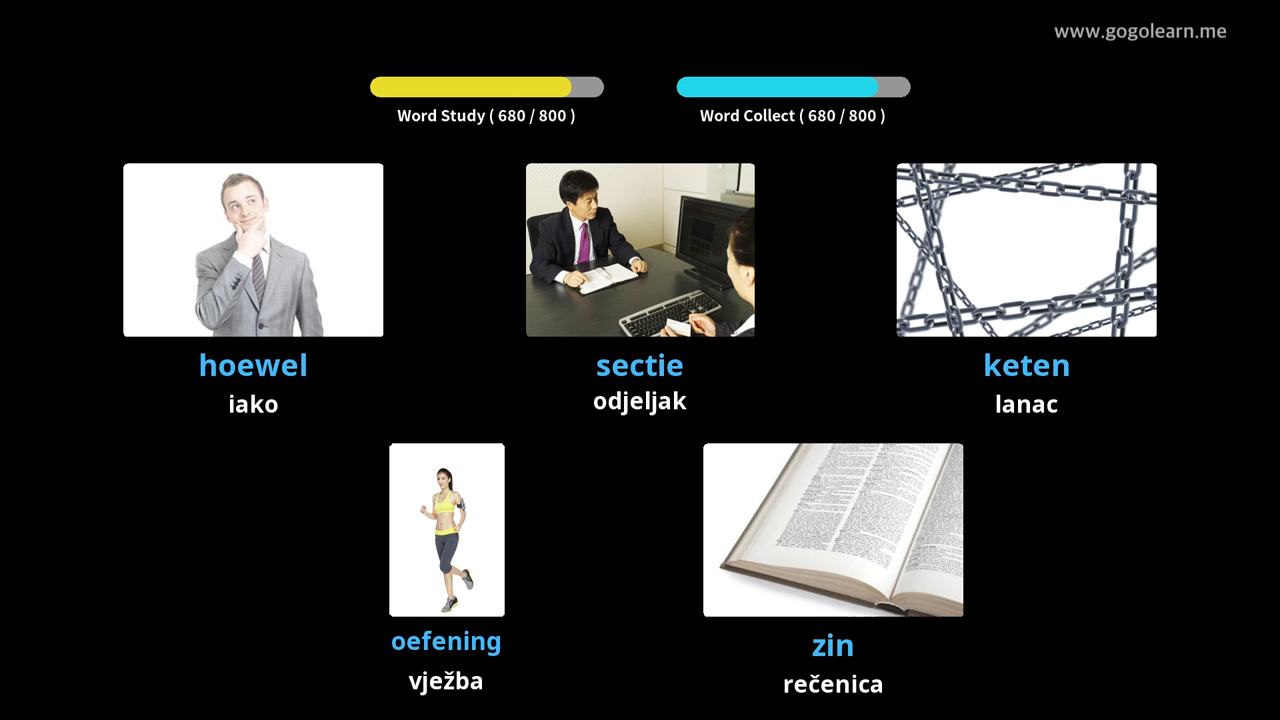 www.gogolearn.me
Word Study ( 680 / 800 )
Word Collect ( 680 / 800 )
hoewel
iako
sectie
odjeljak
keten
lanac
oefening
vježba
zin
rečenica